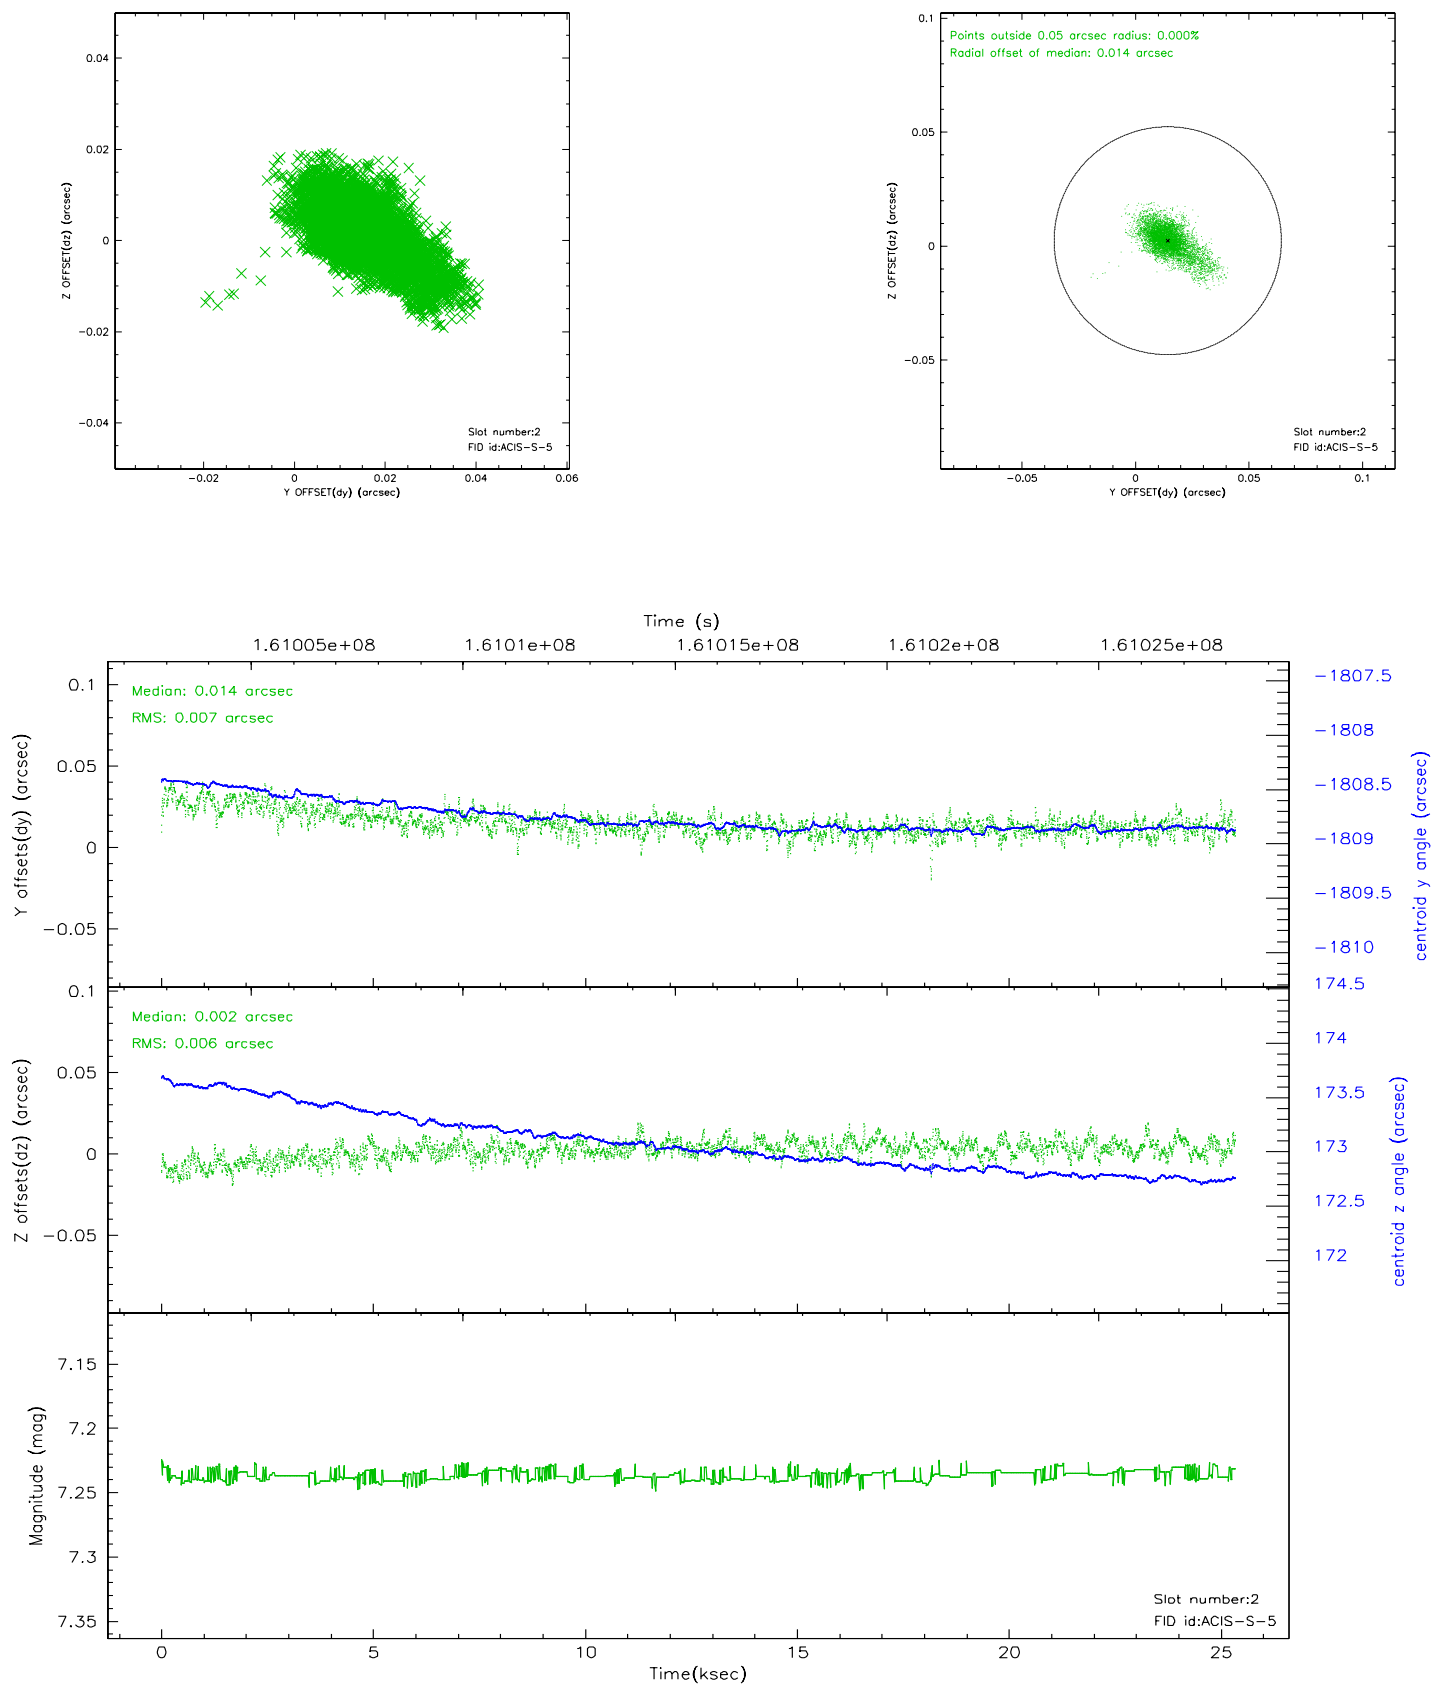 0.04
0.02
0
−0.02
−0.04
Z OFFSET(dz) (arcsec)
Slot number:2
FID id:ACIS−S−5
−0.02
0
0.02
0.04
0.06
Y OFFSET(dy) (arcsec)
0.1
0.05
0
−0.05
Z OFFSET(dz) (arcsec)
Points outside 0.05 arcsec radius: 0.000%
Radial offset of median: 0.014 arcsec
Slot number:2
FID id:ACIS−S−5
−0.05
0
0.05
0.1
Y OFFSET(dy) (arcsec)
Time (s)
1.61005e+08
1.6101e+08
1.61015e+08
1.6102e+08
1.61025e+08
0.1
0.05
0
−0.05
Y offsets(dy) (arcsec)
Median: 0.014 arcsec
RMS: 0.007 arcsec
−1807.5
−1808
−1808.5
−1809
−1809.5
−1810
centroid y angle (arcsec)
0.1
0.05
0
−0.05
Z offsets(dz) (arcsec)
Median: 0.002 arcsec
RMS: 0.006 arcsec
174.5
174
173.5
173
172.5
172
centroid z angle (arcsec)
7.15
7.2
7.25
7.3
7.35
Magnitude (mag)
Slot number:2
FID id:ACIS−S−5
0
5
10
15
20
25
Time(ksec)